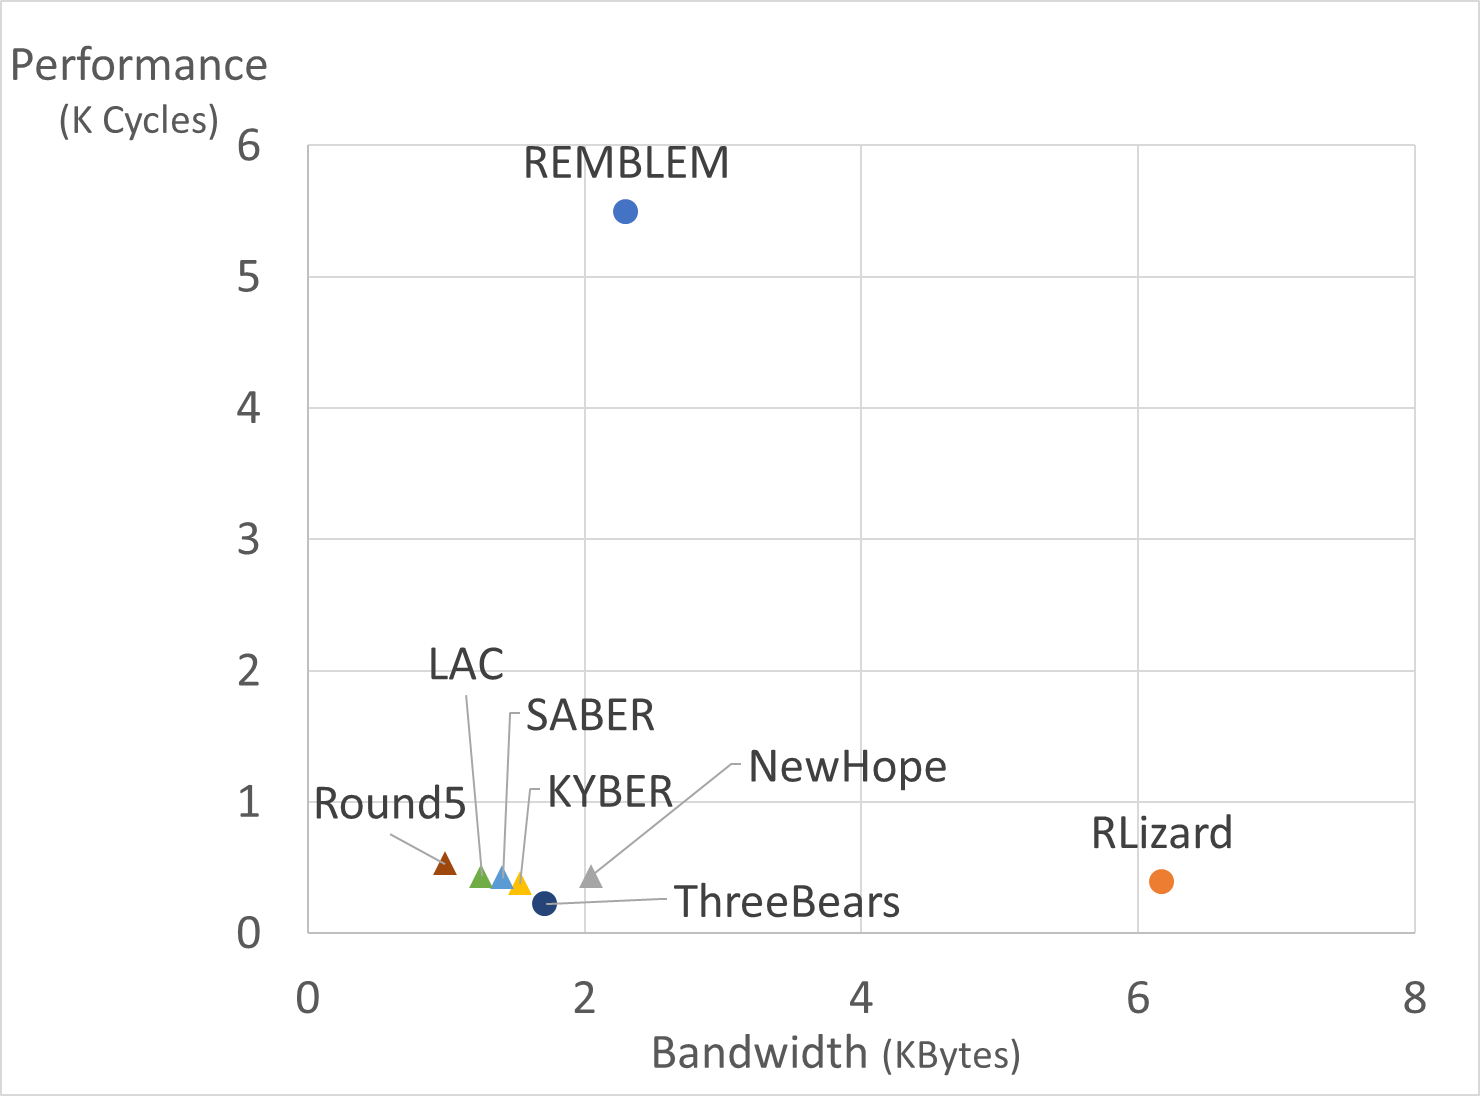 Performance
(K Cycles)
6
REMBLEM
5
4
3
2
LAC
SABER
NewHope
KYBER
1
Round5
RLizard
ThreeBears
0
0 2 4 6 8
Bandwidth (KBytes)